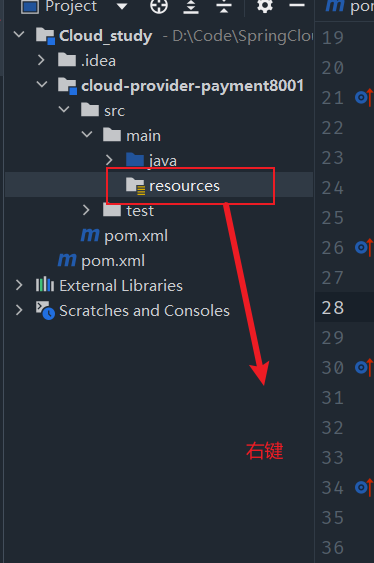 Project
pom
Cloud_study - D:\Code\SpringClou
.idea
cloud-provider-payment8001
src
main
java
resources
test
pom.xml
pom.xml
External Libraries
Scratches and Consoles
右键
19
20
21
22
23
24
25
26
27
28
29
30
31
32
33
34
35
36